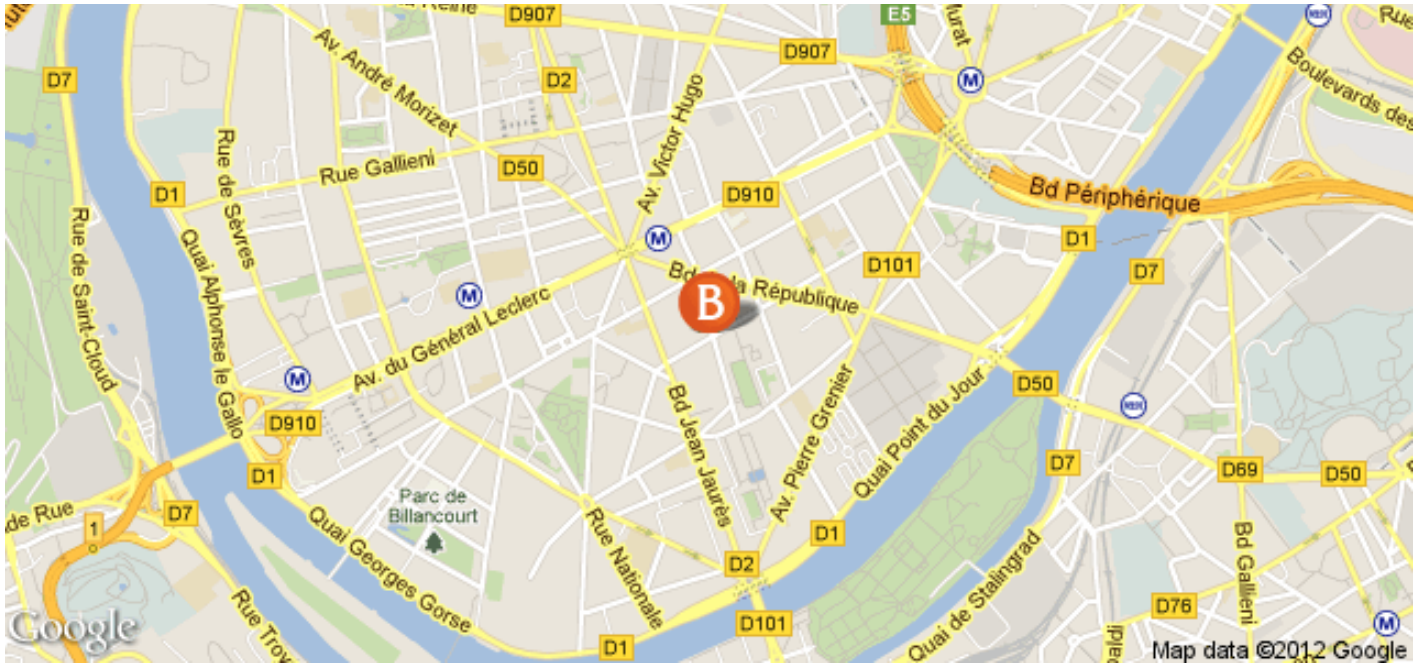 D907
E5
Murat
D7
Av. André Morizet
D2
D907
M
Boulevards des
Rue de Sèvres
Av. Victor Hugo
Rue Gallieni
D50
D1
D910
Bd Périphérique
Rue de Saint-Cloud
Quai Alphonse le Gallo
M
D1
D101
D7
Bd
la République
B
M
Av. du Général Leclerc
M
D50
D910
Bd Jean Jaurès
Av. Pierre Grenier
Quai Point du Jour
D1
D7
D69
D50
Parc de
Billancourt
de Rue
1
D7
Quai Georges Gorse
Rue Nationale
D1
D2
Quai de Stalingrad
Bd Gallieni
D76
Rue Troy
D1
D101
M
Google
Map data ©2012 Google